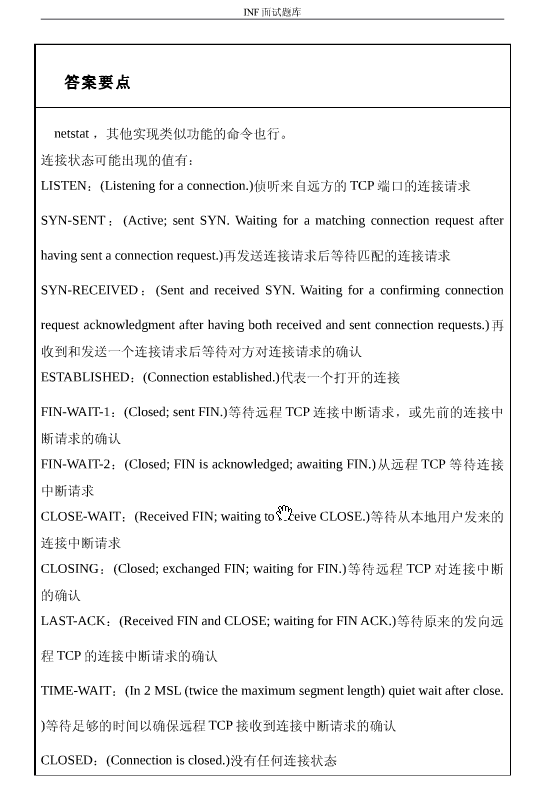 INF 面试题库
答案要点
netstat ，其他实现类似功能的命令也行。
连接状态可能出现的值有：
LISTEN：(Listening for a connection.)侦听来自远方的 TCP 端口的连接请求
SYN-SENT：(Active; sent SYN. Waiting for a matching connection request after
having sent a connection request.)再发送连接请求后等待匹配的连接请求
SYN-RECEIVED：(Sent and received SYN. Waiting for a confirming connection
request acknowledgment after having both received and sent connection requests.)再
收到和发送一个连接请求后等待对方对连接请求的确认
ESTABLISHED：(Connection established.)代表一个打开的连接
FIN-WAIT-1：(Closed; sent FIN.)等待远程 TCP 连接中断请求，或先前的连接中
断请求的确认
FIN-WAIT-2：(Closed; FIN is acknowledged; awaiting FIN.)从远程 TCP 等待连接
中断请求
CLOSE-WAIT：(Received FIN; waiting to CLOSE.)等待从本地用户发来的
连接中断请求
CLOSING：(Closed; exchanged FIN; waiting for FIN.)等待远程 TCP 对连接中断
的确认
LAST-ACK：(Received FIN and CLOSE; waiting for FIN ACK.)等待原来的发向远
程 TCP 的连接中断请求的确认
TIME-WAIT：(In 2 MSL (twice the maximum segment length) quiet wait after close.
)等待足够的时间以确保远程 TCP 接收到连接中断请求的确认
CLOSED：(Connection is closed.)没有任何连接状态